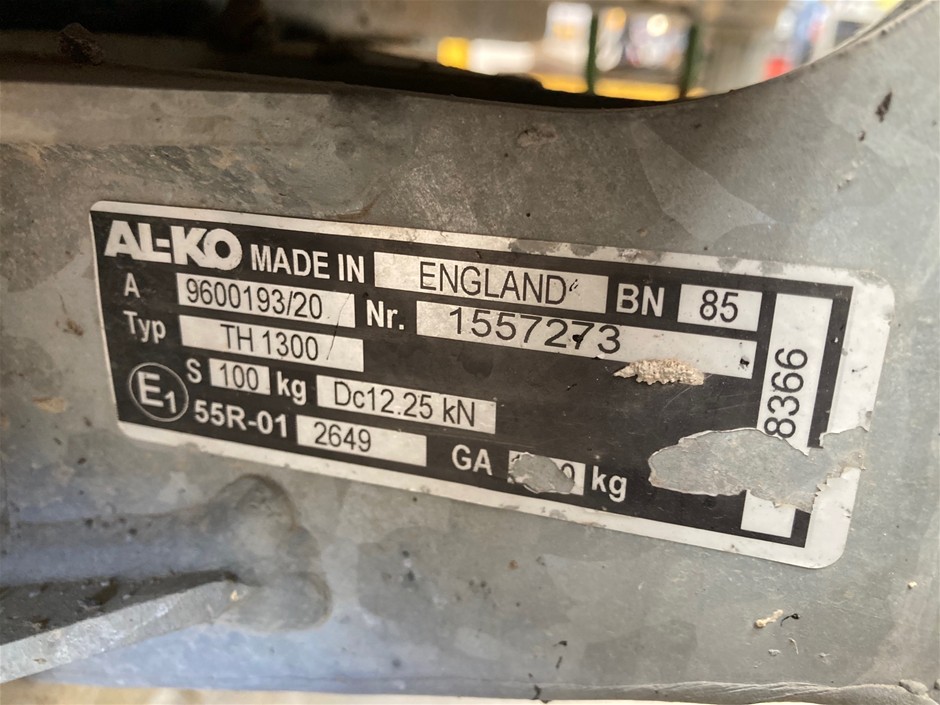 AL-KO MADE IN ENGLAND BN 85
A 9600193/20 Nr. 1557273
Typ TH 1300
S 100 kg Dc12.25 kN
E1 55R-01 2649 GA kg
8366